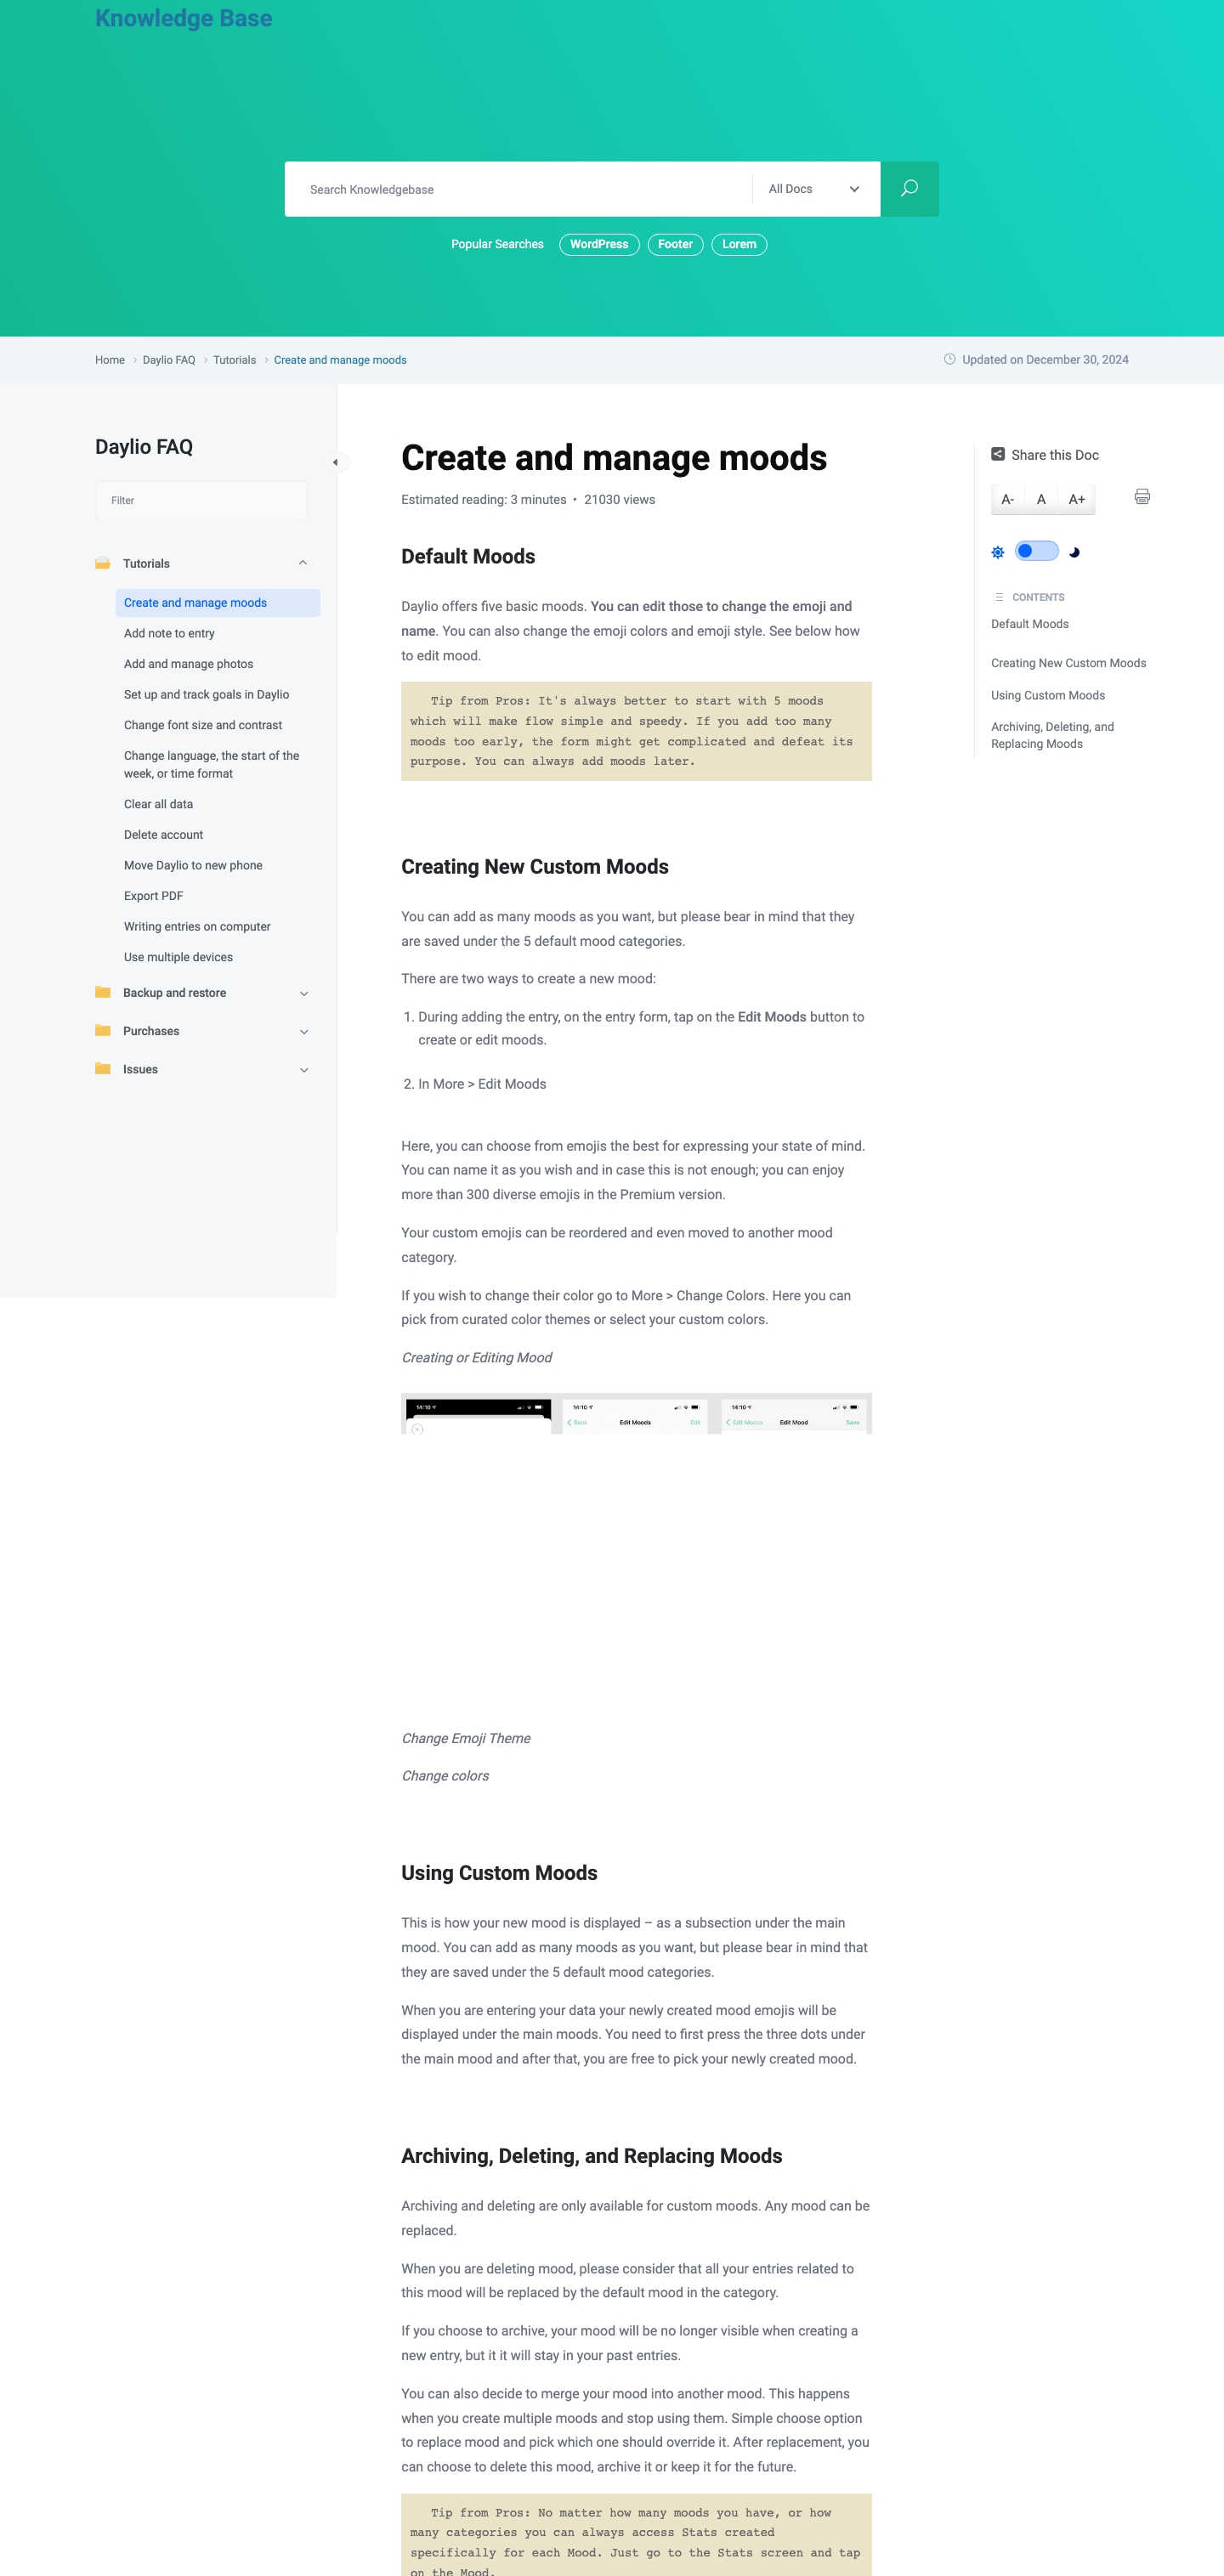 Knowledge Base
Search Knowledgebase
All Docs
Popular Searches WordPress Footer Lorem
Home > Daylio FAQ > Tutorials > Create and manage moods
Updated on December 30, 2024
Daylio FAQ
Filter
Tutorials
Create and manage moods
Add note to entry
Add and manage photos
Set up and track goals in Daylio
Change font size and contrast
Change language, the start of the
week, or time format
Clear all data
Delete account
Move Daylio to new phone
Export PDF
Writing entries on computer
Use multiple devices
Backup and restore
Purchases
Issues
Create and manage moods
Estimated reading: 3 minutes • 21030 views
Default Moods
Daylio offers five basic moods. You can edit those to change the emoji and
name. You can also change the emoji colors and emoji style. See below how
to edit mood.
Tip from Pros: It's always better to start with 5 moods
which will make flow simple and speedy. If you add too many
moods too early, the form might get complicated and defeat its
purpose. You can always add moods later.
Creating New Custom Moods
You can add as many moods as you want, but please bear in mind that they
are saved under the 5 default mood categories.
There are two ways to create a new mood:
1. During adding the entry, on the entry form, tap on the Edit Moods button to
create or edit moods.
2. In More > Edit Moods
Here, you can choose from emojis the best for expressing your state of mind.
You can name it as you wish and in case this is not enough; you can enjoy
more than 300 diverse emojis in the Premium version.
Your custom emojis can be reordered and even moved to another mood
category.
If you wish to change their color go to More > Change Colors. Here you can
pick from curated color themes or select your custom colors.
Creating or Editing Mood
14:10 14:10 14:10
Back Edit Moods Edit
Edit Moods Edit Mood Save
Change Emoji Theme
Change colors
Using Custom Moods
This is how your new mood is displayed – as a subsection under the main
mood. You can add as many moods as you want, but please bear in mind that
they are saved under the 5 default mood categories.
When you are entering your data your newly created mood emojis will be
displayed under the main moods. You need to first press the three dots under
the main mood and after that, you are free to pick your newly created mood.
Archiving, Deleting, and Replacing Moods
Archiving and deleting are only available for custom moods. Any mood can be
replaced.
When you are deleting mood, please consider that all your entries related to
this mood will be replaced by the default mood in the category.
If you choose to archive, your mood will be no longer visible when creating a
new entry, but it it will stay in your past entries.
You can also decide to merge your mood into another mood. This happens
when you create multiple moods and stop using them. Simple choose option
to replace mood and pick which one should override it. After replacement, you
can choose to delete this mood, archive it or keep it for the future.
Tip from Pros: No matter how many moods you have, or how
many categories you can always access Stats created
specifically for each Mood. Just go to the Stats screen and tap
on the Mood.
Share this Doc
A- A A+
CONTENTS
Default Moods
Creating New Custom Moods
Using Custom Moods
Archiving, Deleting, and
Replacing Moods